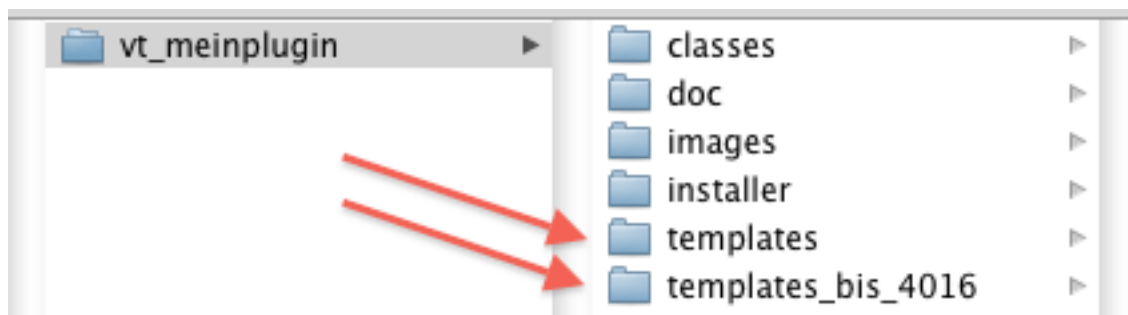 vt_meinplugin
classes
doc
images
installer
templates
templates_bis_4016